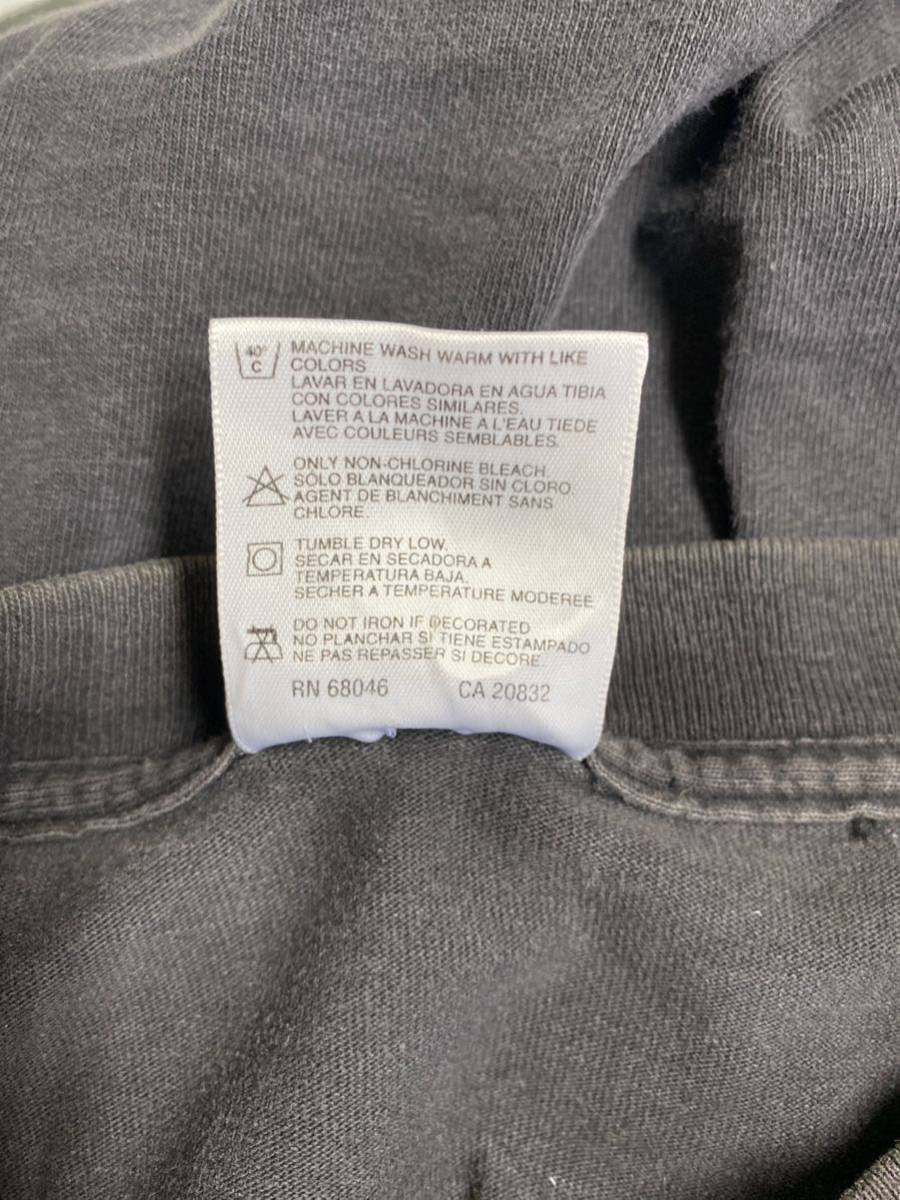 40°
C
MACHINE WASH WARM WITH LIKE
COLORS
LAVAR EN LAVADORA EN AGUA TIBIA
CON COLORES SIMILARES.
LAVER A LA MACHINE A L'EAU TIEDE
AVEC COULEURS SEMBLABLES.
ONLY NON-CHLORINE BLEACH.
SÓLO BLANQUEADOR SIN CLORO.
AGENT DE BLANCHIMENT SANS
CHLORE.
TUMBLE DRY LOW.
SECAR EN SECADORA A
TEMPERATURA BAJA.
SECHER A TEMPERATURE MODEREE
DO NOT IRON IF DECORATED
NO PLANCHAR SI TIENE ESTAMPADO
NE PAS REPASSER SI DECORE.
RN 68046 CA 20832